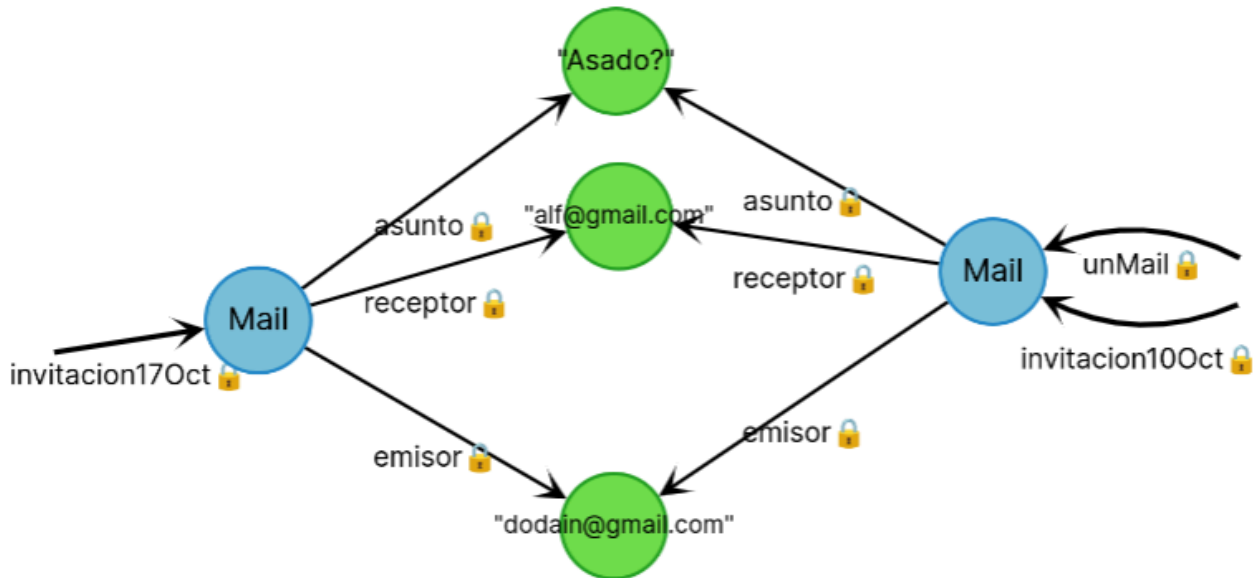 "Asado?"
asunto🔒
asunto🔒
"alf@gmail.com"
Mail
unMail🔒
receptor🔒
receptor🔒
Mail
invitacion17Oct🔒
invitacion10Oct🔒
emisor🔒
emisor🔒
"dodain@gmail.com"